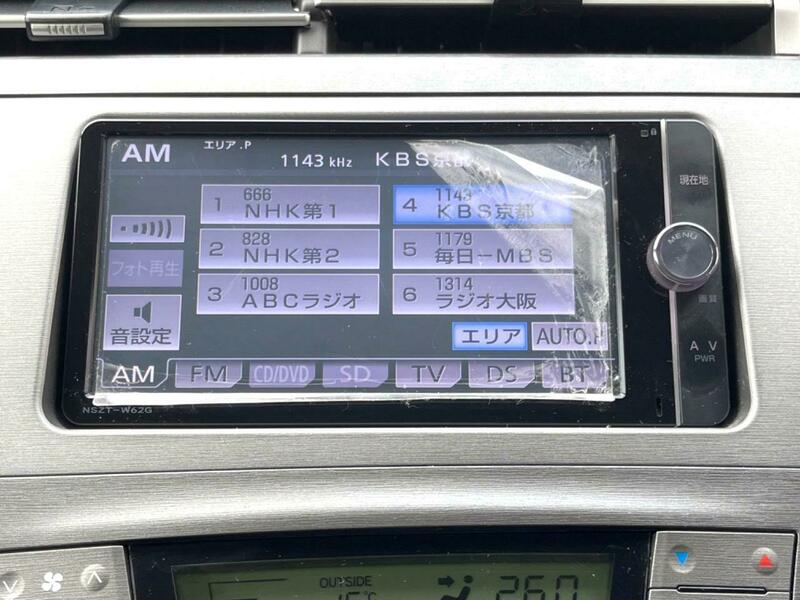 AM エリア.P
1143 kHz KBS京都
現在地
1 666 NHK第1
4 1143 KBS京都
2 828 NHK第2
5 1179 毎日-MBS
3 1008 ABCラジオ
6 1314 ラジオ大阪
フォト再生
音設定
エリア AUTO.P
MENU
画質
AV
PWR
AM FM CD/DVD SD TV DS BT
NSZT-W62G
OUTSIDE
℃ 26.0